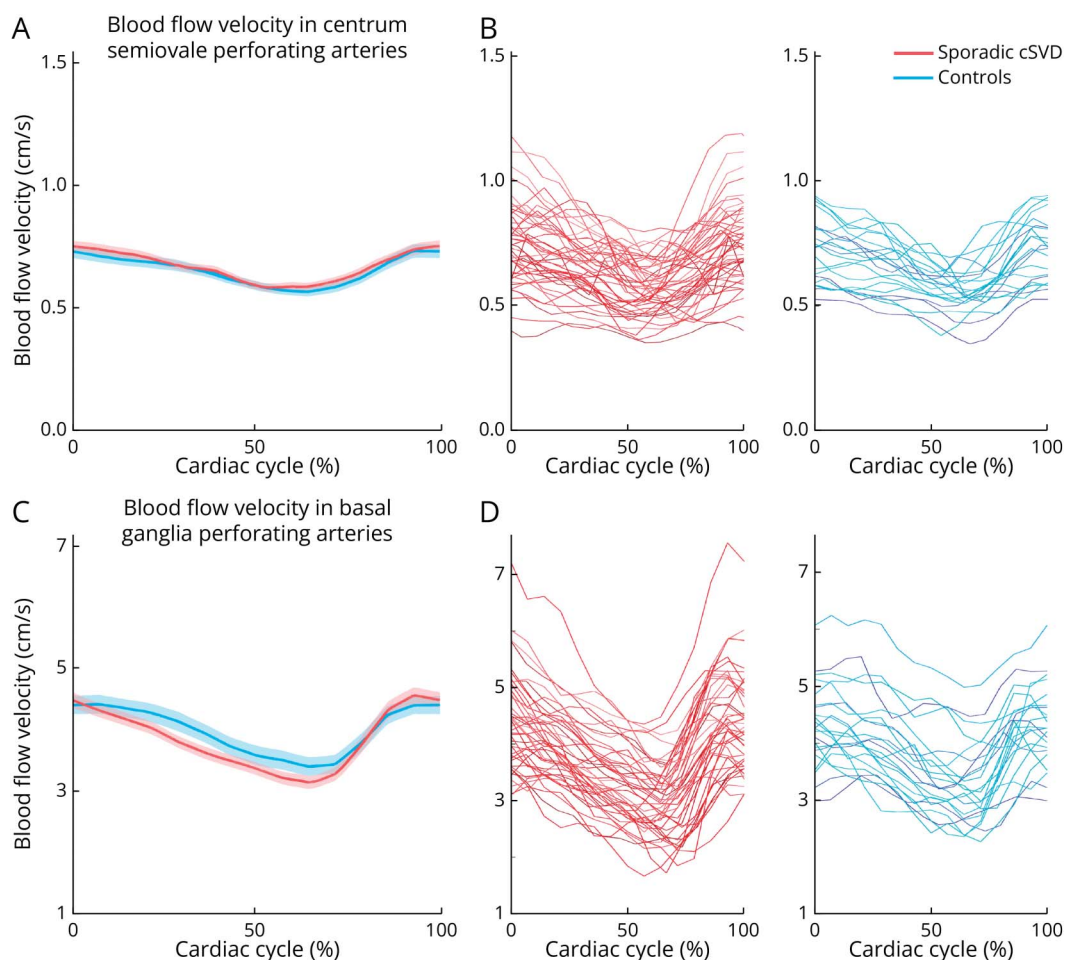 A
Blood flow velocity in centrum
semiovale perforating arteries
Blood flow velocity (cm/s)
1.5
1.0
0.5
0.0
0
50
100
Cardiac cycle (%)
B
1.5
1.0
0.5
0.0
0
50
100
Cardiac cycle (%)
Sporadic cSVD
Controls
1.5
1.0
0.5
0.0
0
50
100
Cardiac cycle (%)
C
Blood flow velocity in basal
ganglia perforating arteries
Blood flow velocity (cm/s)
7
5
3
1
0
50
100
Cardiac cycle (%)
D
7
5
3
1
0
50
100
Cardiac cycle (%)
7
5
3
1
0
50
100
Cardiac cycle (%)